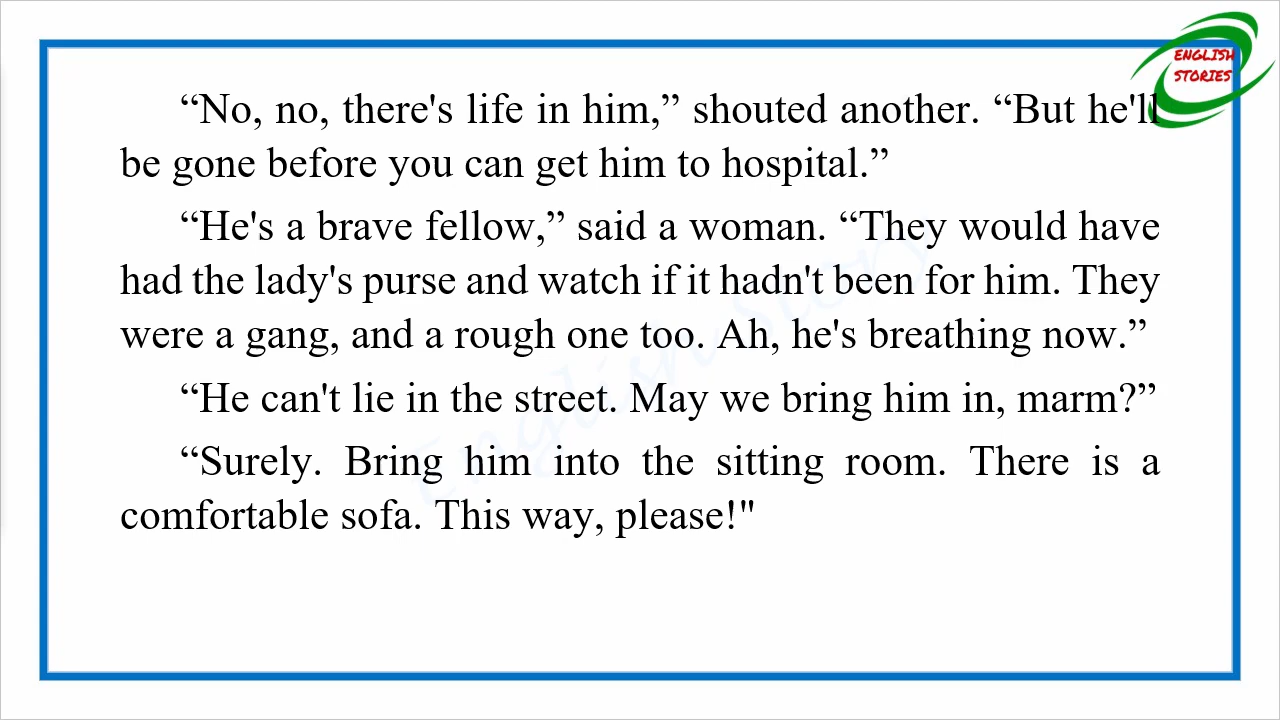 ENGLISH
STORIES
“No, no, there's life in him,” shouted another. “But he'll
be gone before you can get him to hospital.”
“He's a brave fellow,” said a woman. “They would have
had the lady's purse and watch if it hadn't been for him. They
were a gang, and a rough one too. Ah, he's breathing now.”
“He can't lie in the street. May we bring him in, marm?”
“Surely. Bring him into the sitting room. There is a
comfortable sofa. This way, please!"
English Story